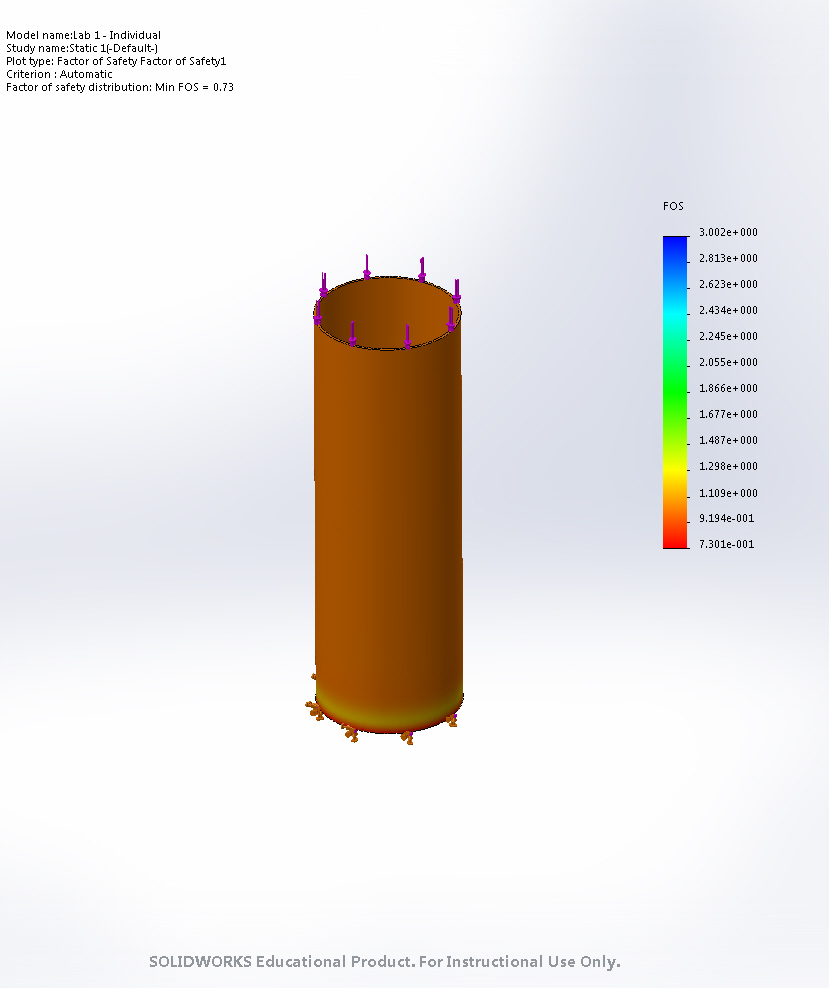 Model name:Lab 1 - Individual
Study name:Static 1(-Default-)
Plot type: Factor of Safety Factor of Safety1
Criterion : Automatic
Factor of safety distribution: Min FOS = 0.73
FOS
3.002e+000
2.813e+000
2.623e+000
2.434e+000
2.245e+000
2.055e+000
1.866e+000
1.677e+000
1.487e+000
1.298e+000
1.109e+000
9.194e-001
7.301e-001
SOLIDWORKS Educational Product. For Instructional Use Only.